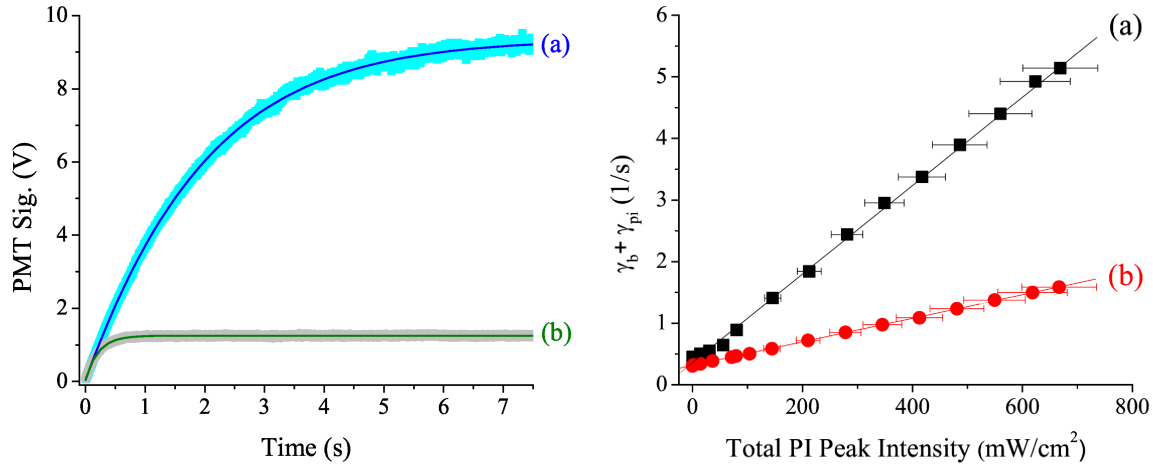 10
8
6
4
2
0
PMT Sig. (V)
(a)
(b)
0 1 2 3 4 5 6 7
Time (s)
6
5
4
3
2
1
0
γb + γpi (1/s)
(a)
(b)
0 200 400 600 800
Total PI Peak Intensity (mW/cm²)